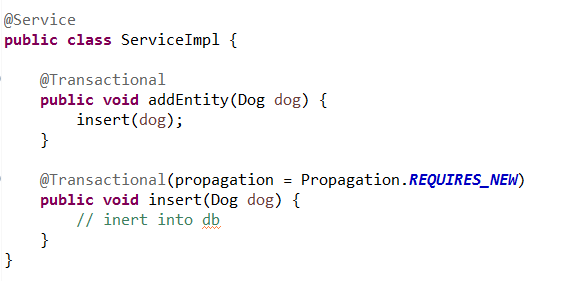 @Service
public class ServiceImpl {
@Transactional
public void addEntity(Dog dog) {
insert(dog);
}
@Transactional(propagation = Propagation.REQUIRES_NEW)
public void insert(Dog dog) {
// inert into db
}
}